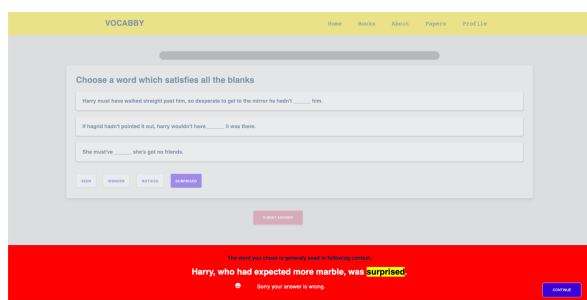 VOCABBY
Home Books About Papers Profile
Choose a word which satisfies all the blanks
Harry must have walked straight past him, so desperate to get to the mirror he hadn't ______ him.
If hagrid hadn't pointed it out, harry wouldn't have ______ it was there.
She must've ______ she's got no friends.
SEEN WONDER NOTICED SURPRISED
SUBMIT ANSWER
The word you chose is generally used in following context.
Harry, who had expected more marble, was surprised.
Sorry your answer is wrong.
CONTINUE